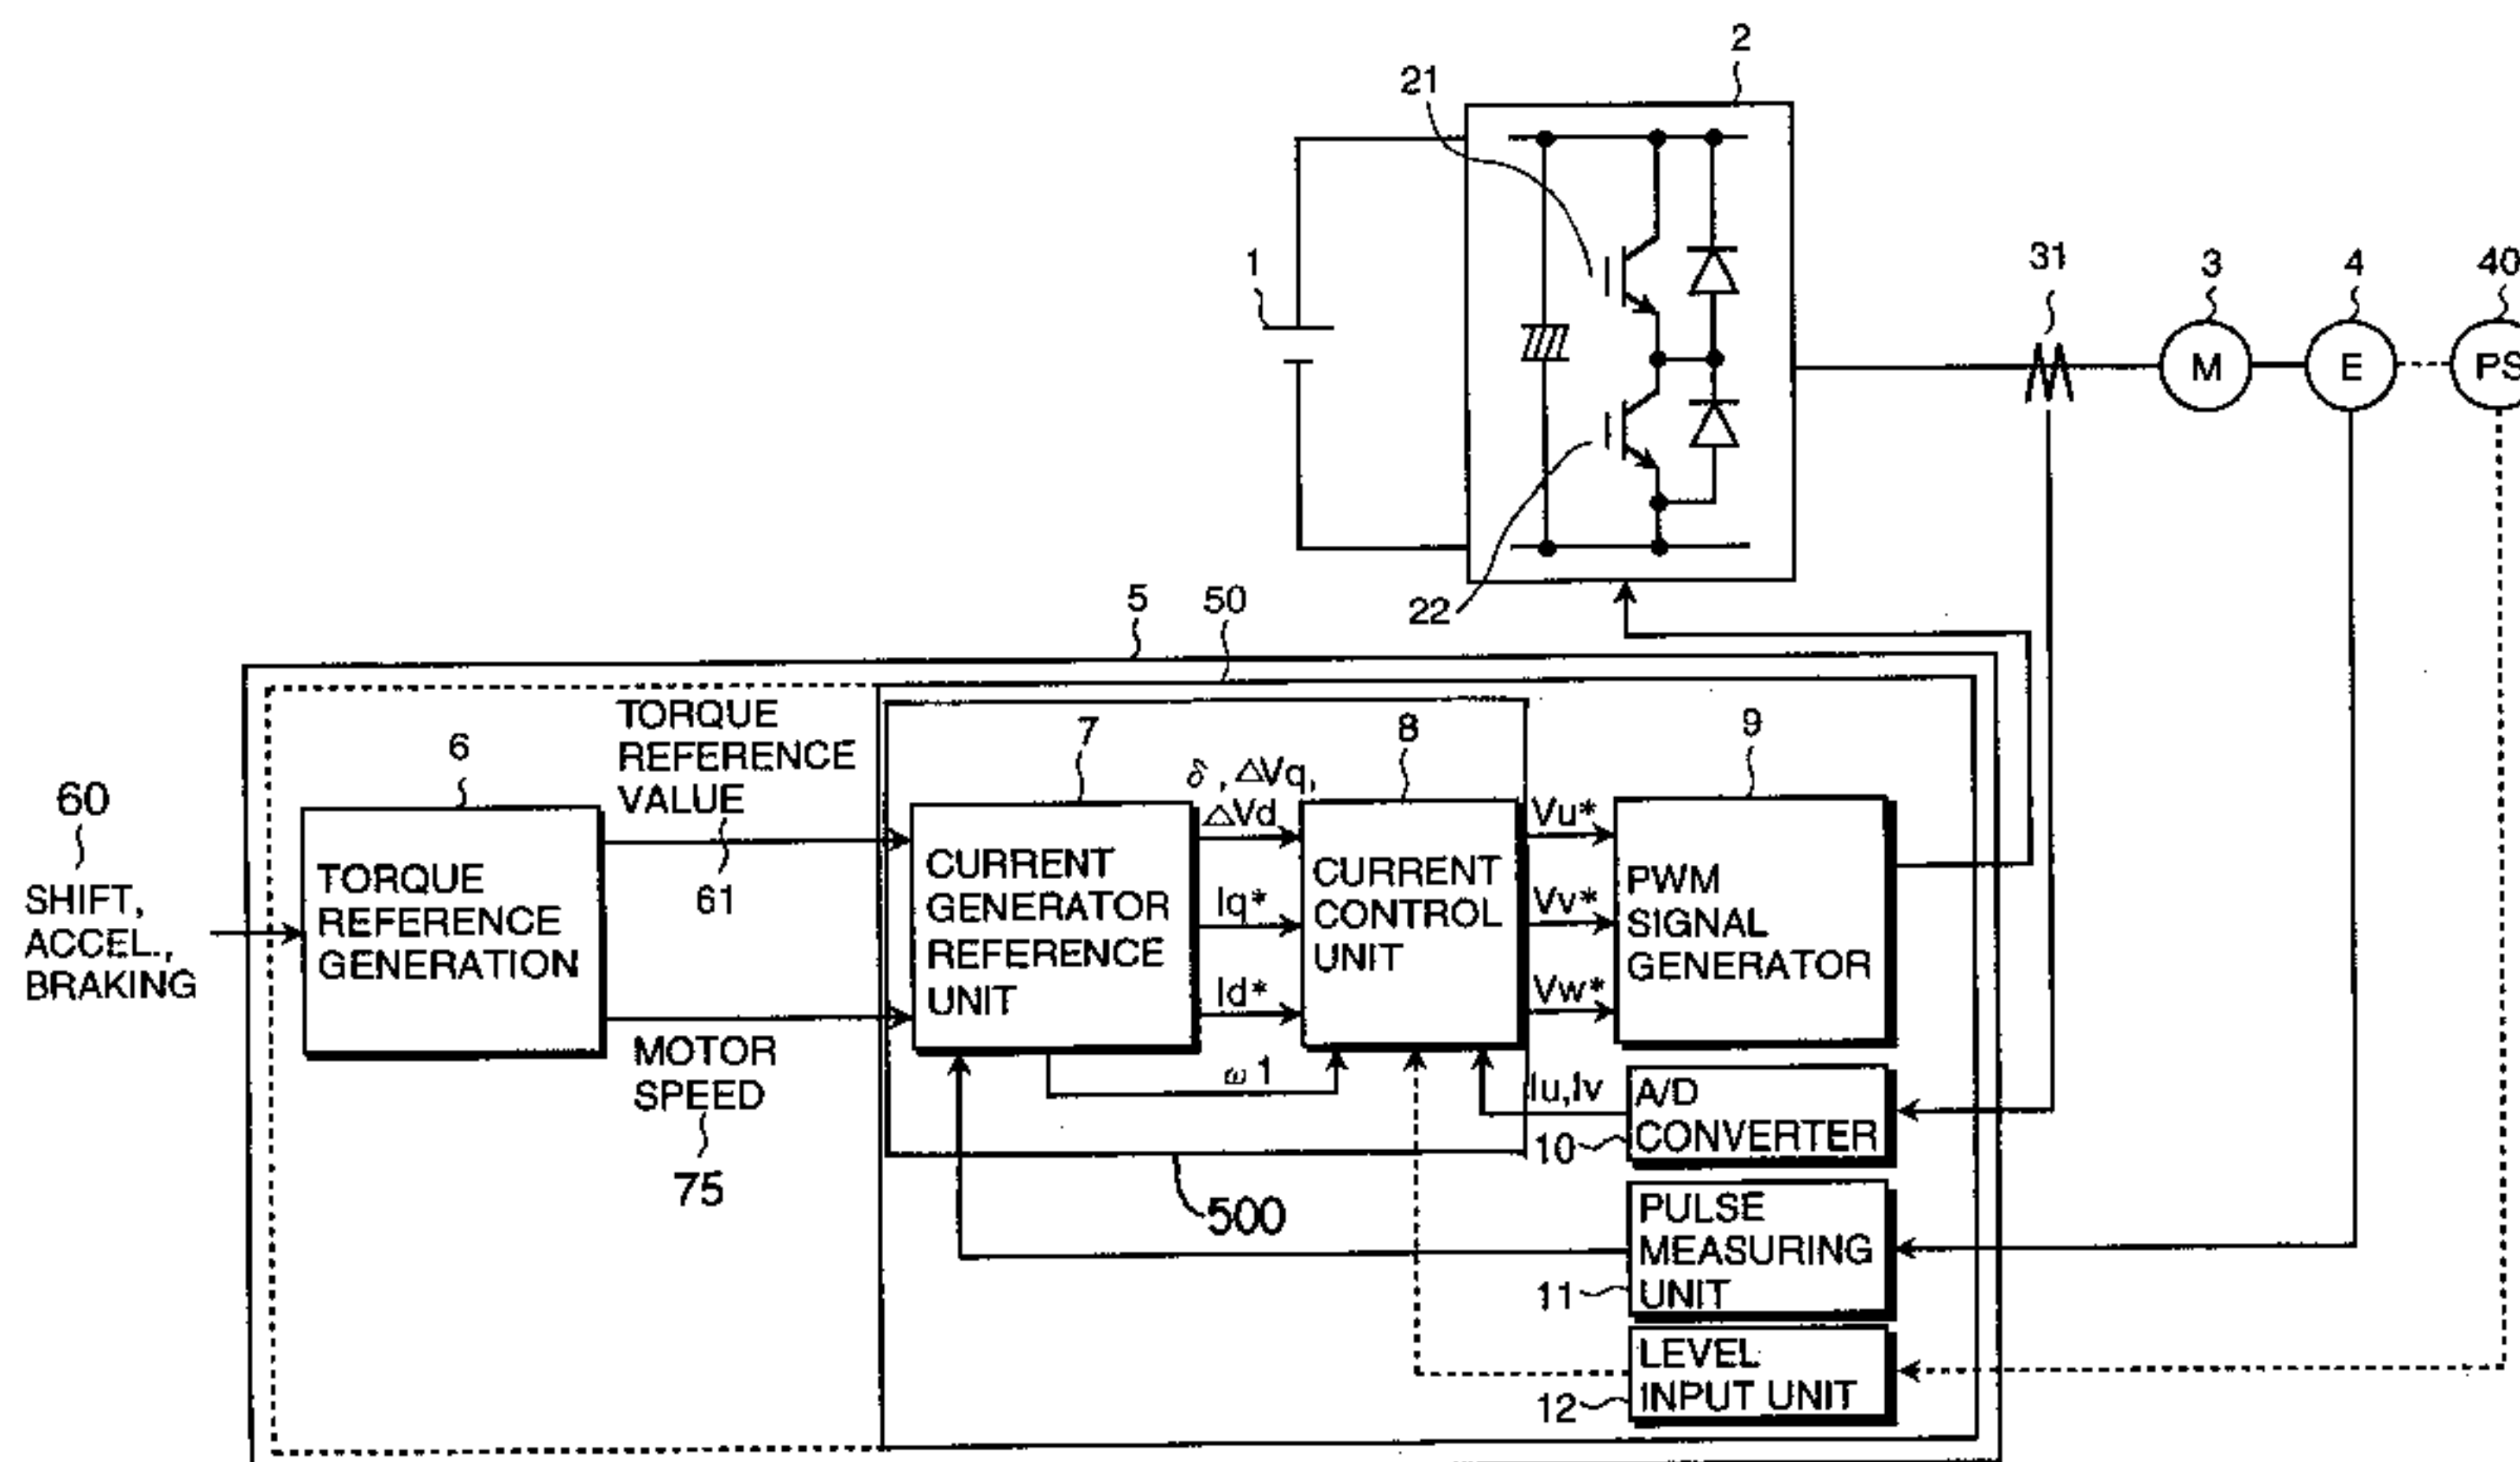 2
21
1
31
3
4
40
M
E
PS
22
5
50
60
SHIFT,
ACCEL.,
BRAKING
6
TORQUE
REFERENCE
GENERATION
TORQUE
REFERENCE
VALUE
61
MOTOR
SPEED
75
7
CURRENT
GENERATOR
REFERENCE
UNIT
δ, △Vq,
△Vd
Iq*
Id*
ω1
8
CURRENT
CONTROL
UNIT
Vu*
Vv*
Vw*
9
PWM
SIGNAL
GENERATOR
Iu,Iv
A/D
CONVERTER
10
500
PULSE
MEASURING
UNIT
11
LEVEL
INPUT UNIT
12